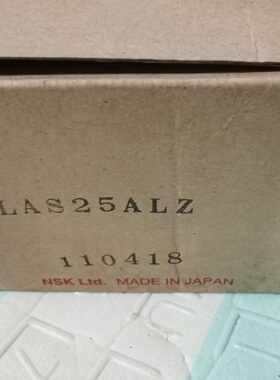 LAS25ALZ
110418
NSK Ltd. MADE IN JAPAN